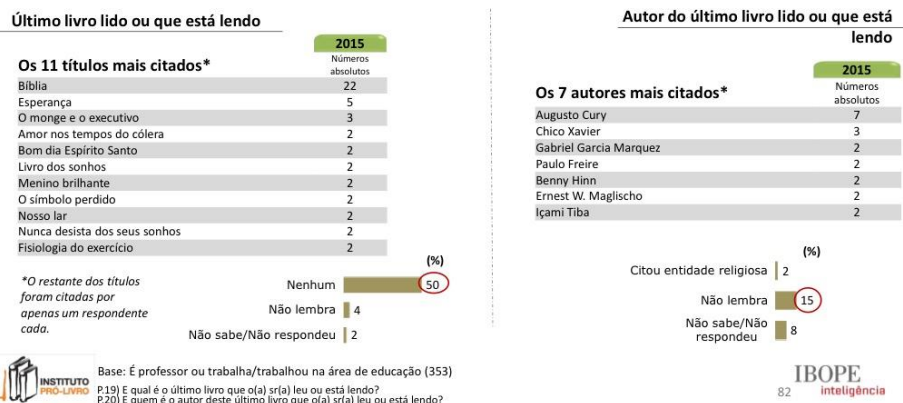 Último livro lido ou que está lendo
2015
Números
absolutos
Os 11 títulos mais citados*
Bíblia 22
Esperança 5
O monge e o executivo 3
Amor nos tempos do cólera 2
Bom dia Espírito Santo 2
Livro dos sonhos 2
Menino brilhante 2
O símbolo perdido 2
Nosso lar 2
Nunca desista dos seus sonhos 2
Fisiologia do exercício 2
*O restante dos títulos
foram citadas por
apenas um respondente
cada.
(%)
Nenhum 50
Não lembra 4
Não sabe/Não respondeu 2
Autor do último livro lido ou que está
lendo
2015
Números
absolutos
Os 7 autores mais citados*
Augusto Cury 7
Chico Xavier 3
Gabriel Garcia Marquez 2
Paulo Freire 2
Benny Hinn 2
Ernest W. Maglischo 2
Içami Tiba 2
(%)
Citou entidade religiosa 2
Não lembra 15
Não sabe/Não
respondeu 8
INSTITUTO
PRÓ-LIVRO
Base: É professor ou trabalha/trabalhou na área de educação (353)
P.19) E qual é o último livro que o(a) sr(a) leu ou está lendo?
P.20) E quem é o autor deste último livro que o(a) sr(a) leu ou está lendo?
82
IBOPE
inteligência